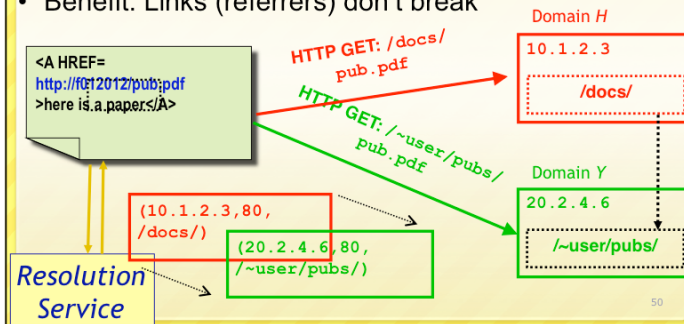 • Benefit: Links (referrers) don't break
<A HREF=
http://f012012/pub.pdf
>here is a paper</A>
HTTP GET: /docs/
pub.pdf
HTTP GET: /~user/pubs/
pub.pdf
Domain H
10.1.2.3
/docs/
Domain Y
20.2.4.6
/~user/pubs/
(10.1.2.3,80,
/docs/)
(20.2.4.6,80,
/~user/pubs/)
Resolution
Service
50